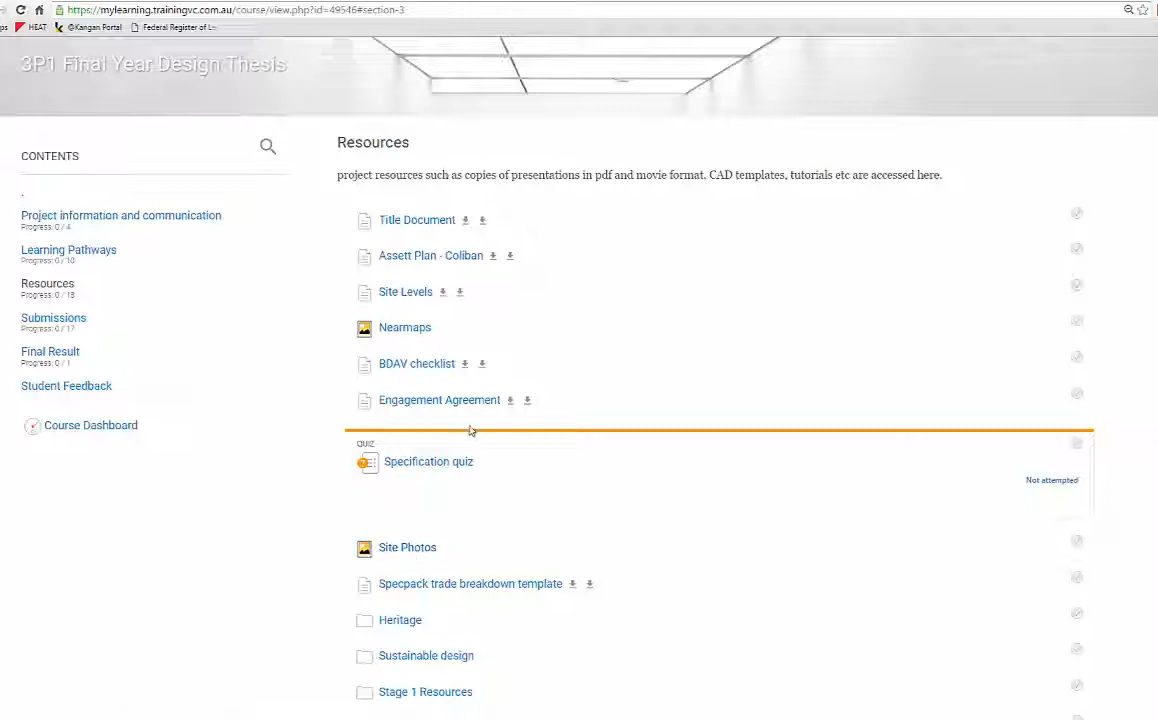 https://mylearning.trainingvc.com.au/course/view.php?id=49546#section-3
ps HEAT @Kangan Portal Federal Register of L
3P1 Final Year Design Thesis
CONTENTS
.
Project information and communication
Progress: 0 / 4
Learning Pathways
Progress: 0 / 10
Resources
Progress: 0 / 18
Submissions
Progress: 0 / 17
Final Result
Progress: 0 / 1
Student Feedback
Course Dashboard
Resources
project resources such as copies of presentations in pdf and movie format, CAD templates, tutorials etc are accessed here.
Title Document
Assett Plan - Coliban
Site Levels
Nearmaps
BDAV checklist
Engagement Agreement
QUIZ
Specification quiz
Not attempted
Site Photos
Specpack trade breakdown template
Heritage
Sustainable design
Stage 1 Resources